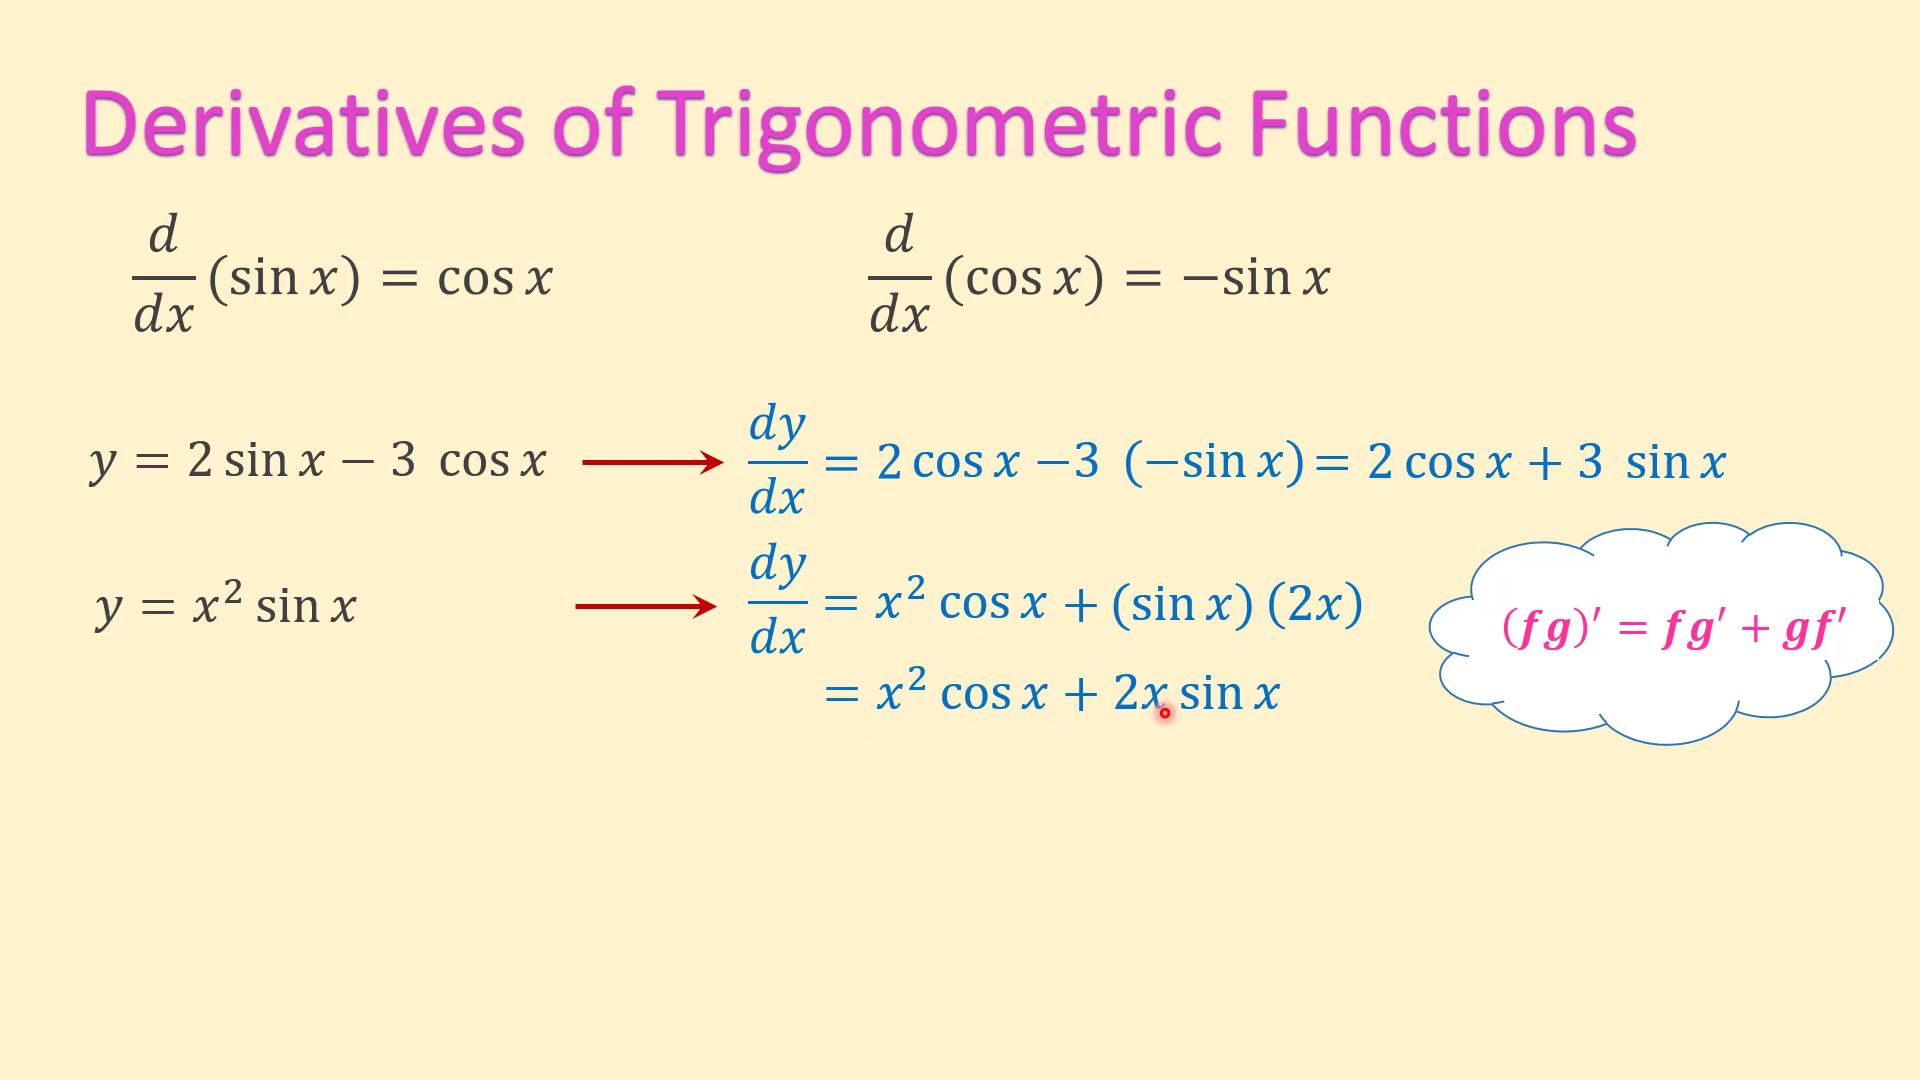 Derivatives of Trigonometric Functions
d/dx (sin x) = cos x
d/dx (cos x) = −sin x
y = 2 sin x − 3 cos x
dy/dx = 2 cos x −3 (−sin x) = 2 cos x + 3 sin x
y = x² sin x
dy/dx = x² cos x + (sin x) (2x)
= x² cos x + 2x sin x
(fg)′ = fg′ + gf′